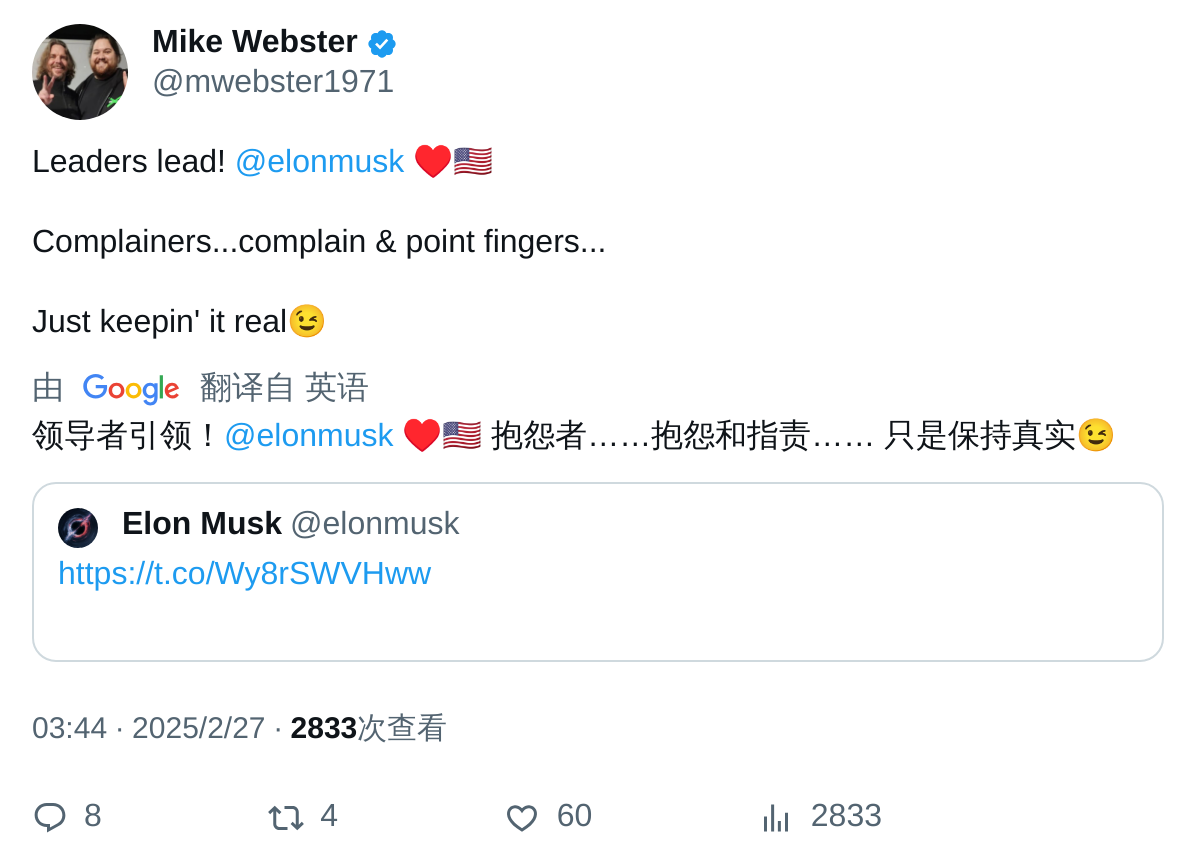 Mike Webster
@mwebster1971
Leaders lead! @elonmusk ♥️🇺🇸
Complainers...complain & point fingers...
Just keepin' it real😉
由 Google 翻译自 英语
领导者引领！@elonmusk ♥️🇺🇸 抱怨者……抱怨和指责…… 只是保持真实😉
Elon Musk @elonmusk
https://t.co/Wy8rSWVHww
03:44 · 2025/2/27 · 2833次查看
8 4 60 2833